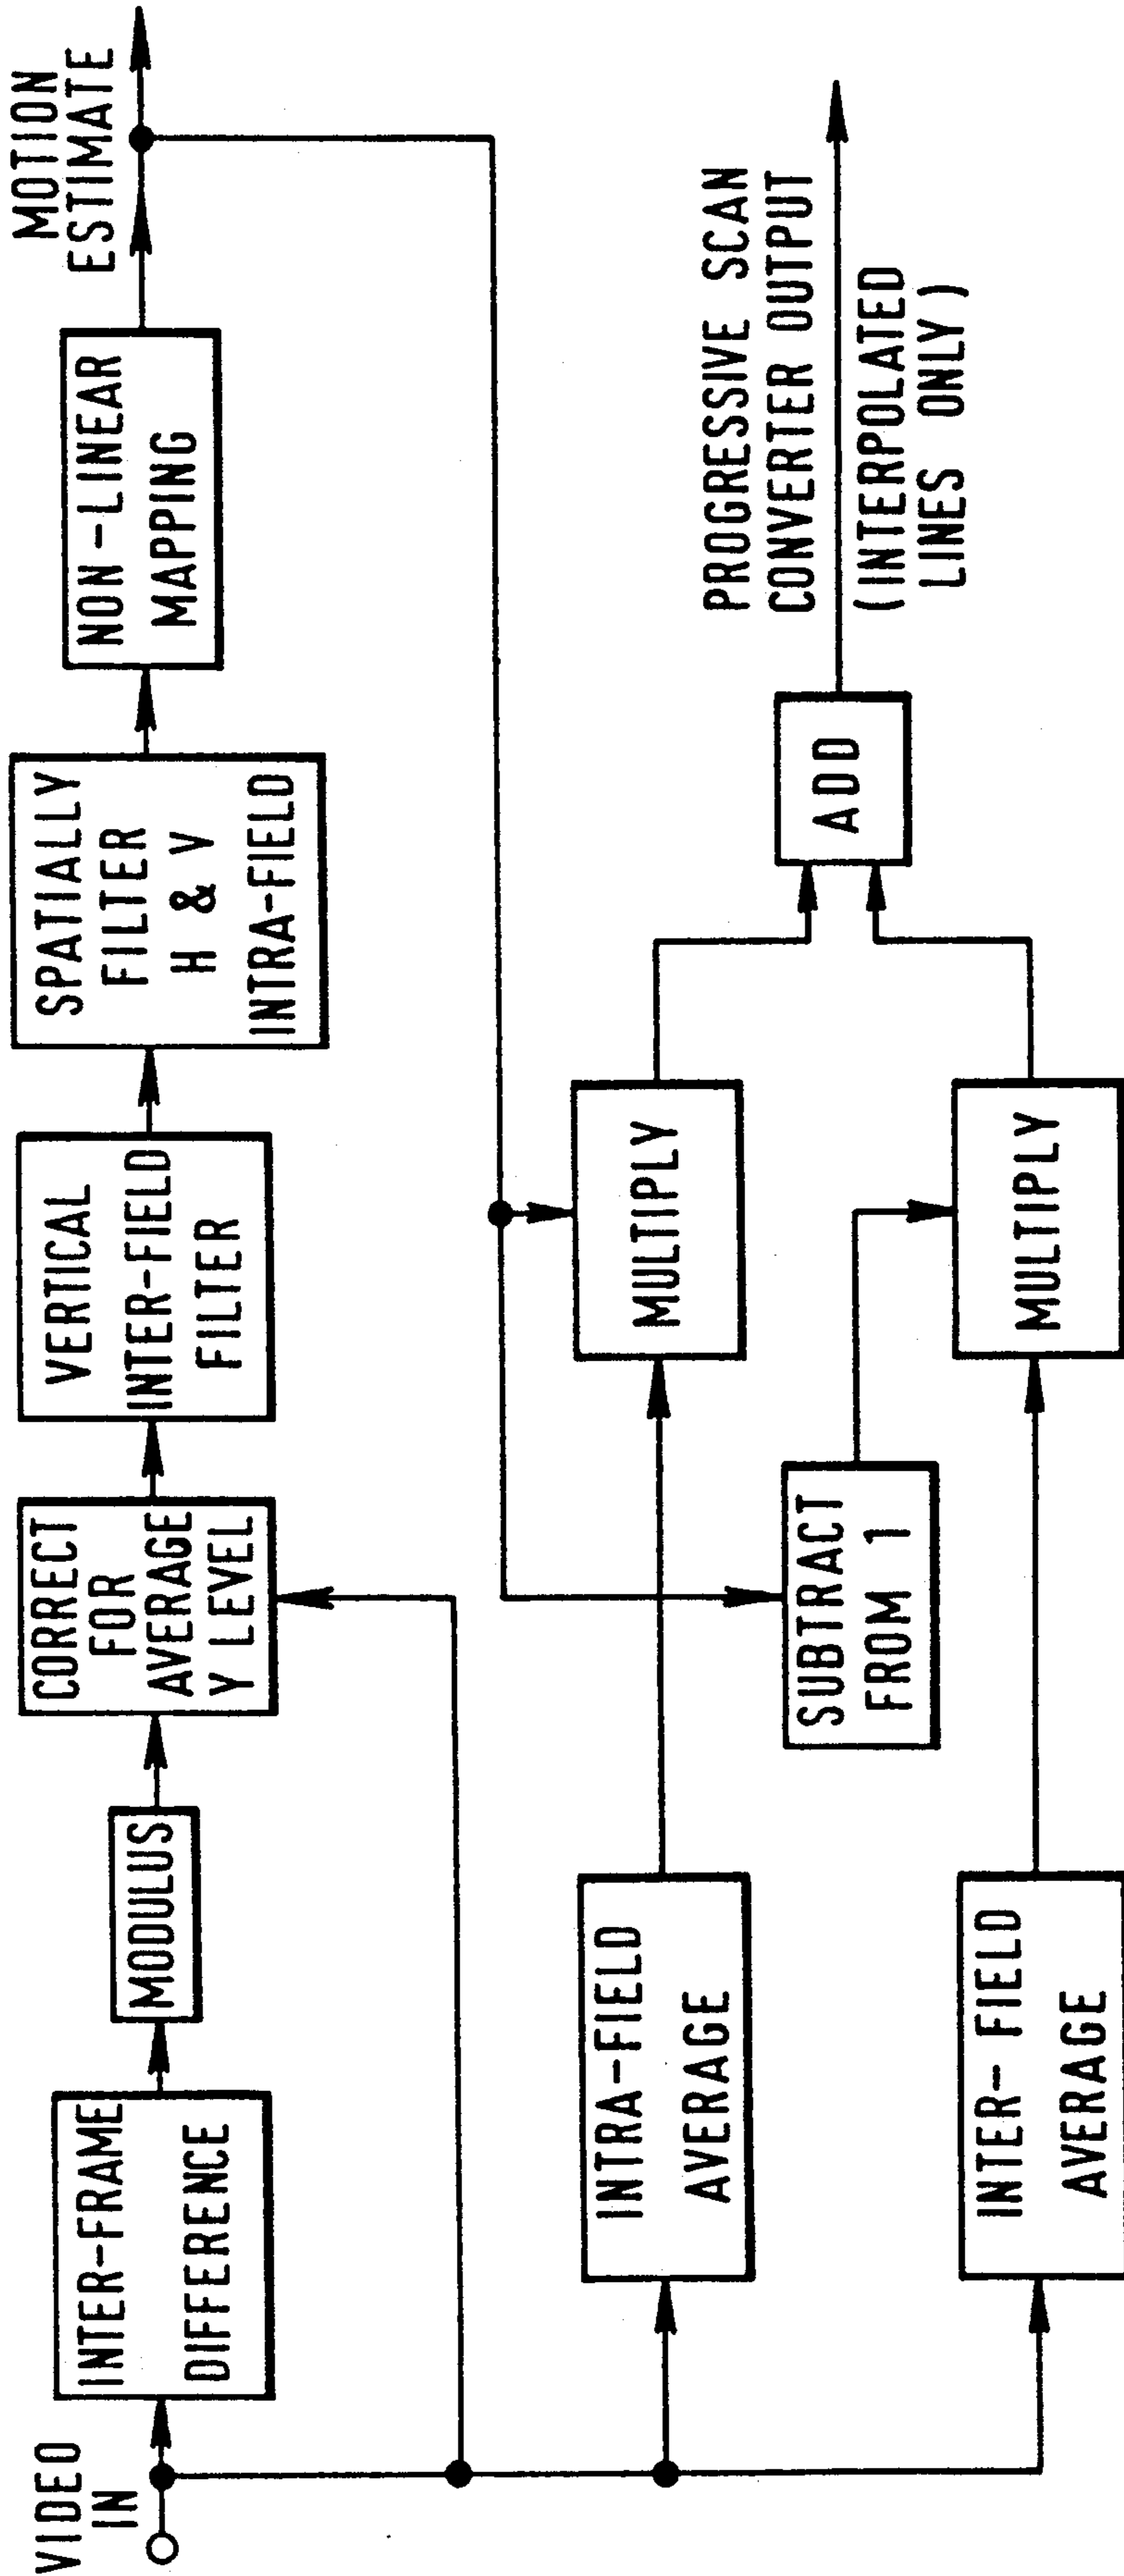 VIDEO
IN
INTER-FRAME
DIFFERENCE
MODULUS
CORRECT
FOR
AVERAGE
Y LEVEL
VERTICAL
INTER-FIELD
FILTER
SPATIALLY
FILTER
H & V
INTRA-FIELD
NON-LINEAR
MAPPING
MOTION
ESTIMATE
INTRA-FIELD
AVERAGE
MULTIPLY
SUBTRACT
FROM 1
INTER-FIELD
AVERAGE
MULTIPLY
ADD
PROGRESSIVE SCAN
CONVERTER OUTPUT
(INTERPOLATED
LINES ONLY)